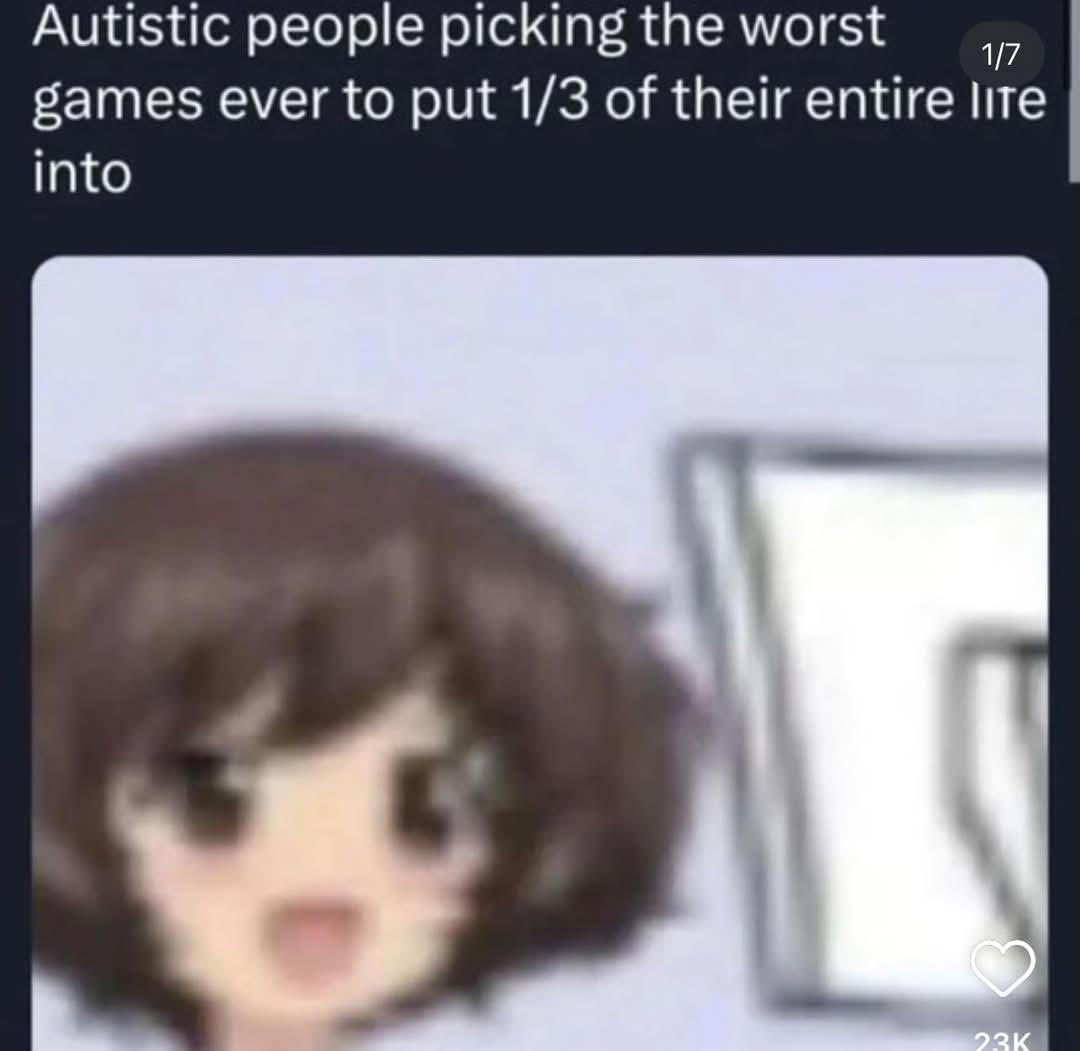 Autistic people picking the worst
1/7
games ever to put 1/3 of their entire life
into
23K